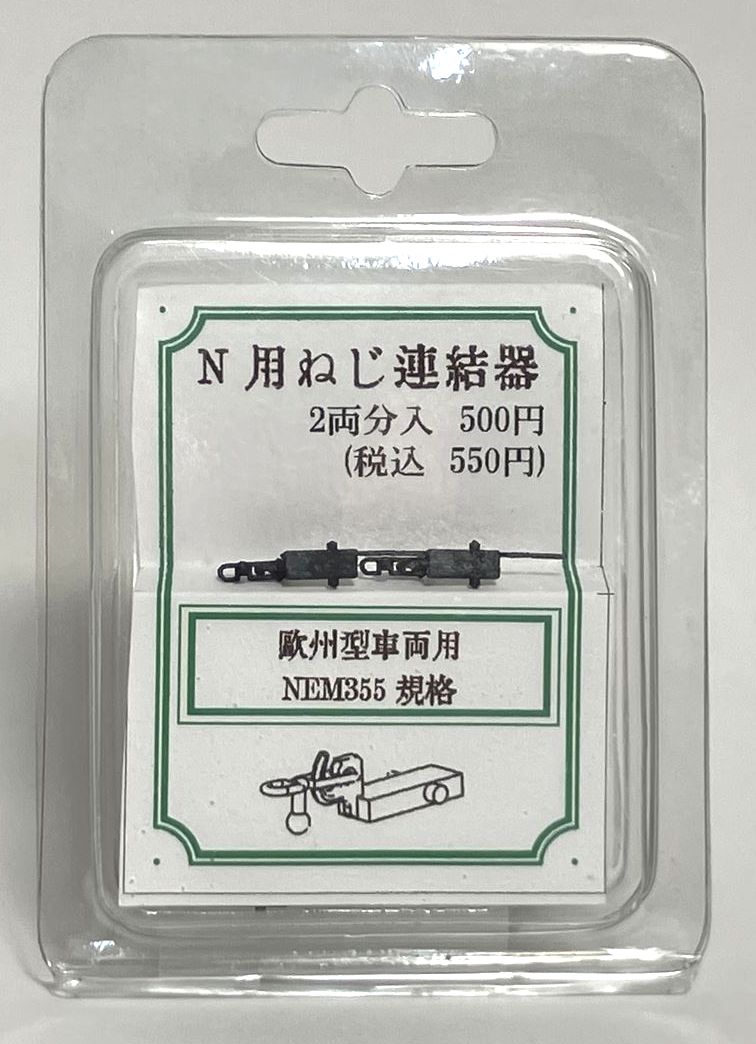 N 用ねじ連結器
2両分入 500円
(税込 550円)
歐州型車両用
NEM355 規格